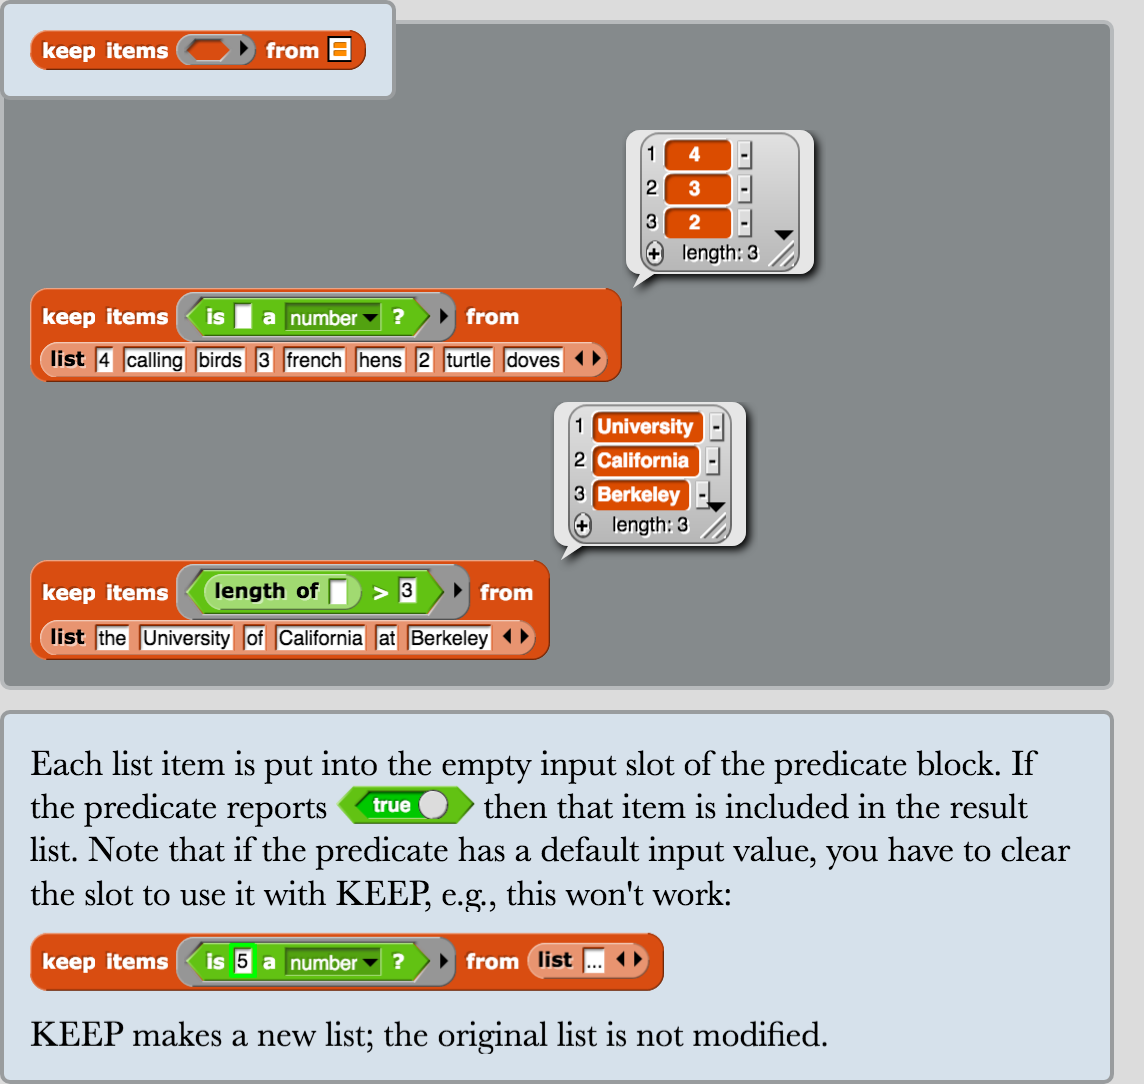 keep items from
1 4 -
2 3 -
3 2 -
+ length: 3
keep items is a number ? from
list 4 calling birds 3 french hens 2 turtle doves
1 University -
2 California -
3 Berkeley -
+ length: 3
keep items length of > 3 from
list the University of California at Berkeley
Each list item is put into the empty input slot of the predicate block. If
the predicate reports true then that item is included in the result
list. Note that if the predicate has a default input value, you have to clear
the slot to use it with KEEP, e.g., this won't work:
keep items is 5 a number ? from list ...
KEEP makes a new list; the original list is not modified.